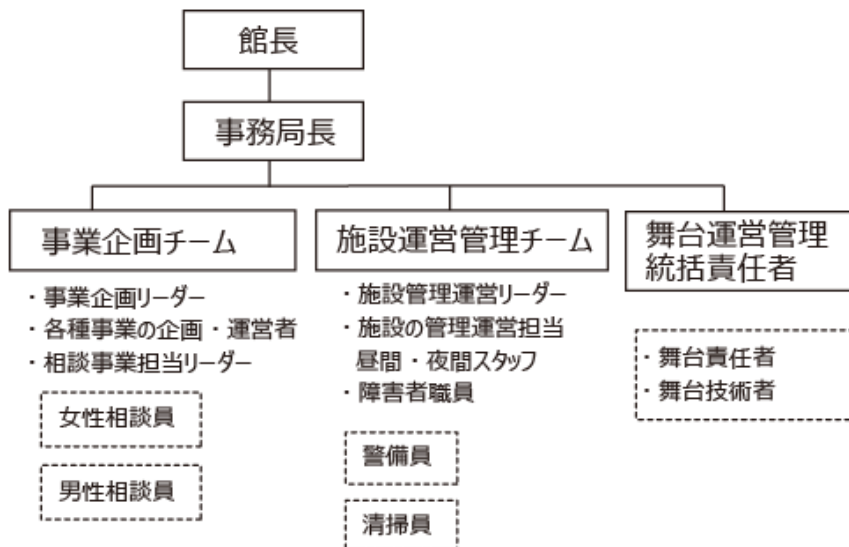 館長
事務局長
事業企画チーム
・事業企画リーダー
・各種事業の企画・運営者
・相談事業担当リーダー
女性相談員
男性相談員
施設運営管理チーム
・施設管理運営リーダー
・施設の管理運営担当
昼間・夜間スタッフ
・障害者職員
警備員
清掃員
舞台運営管理
統括責任者
・舞台責任者
・舞台技術者